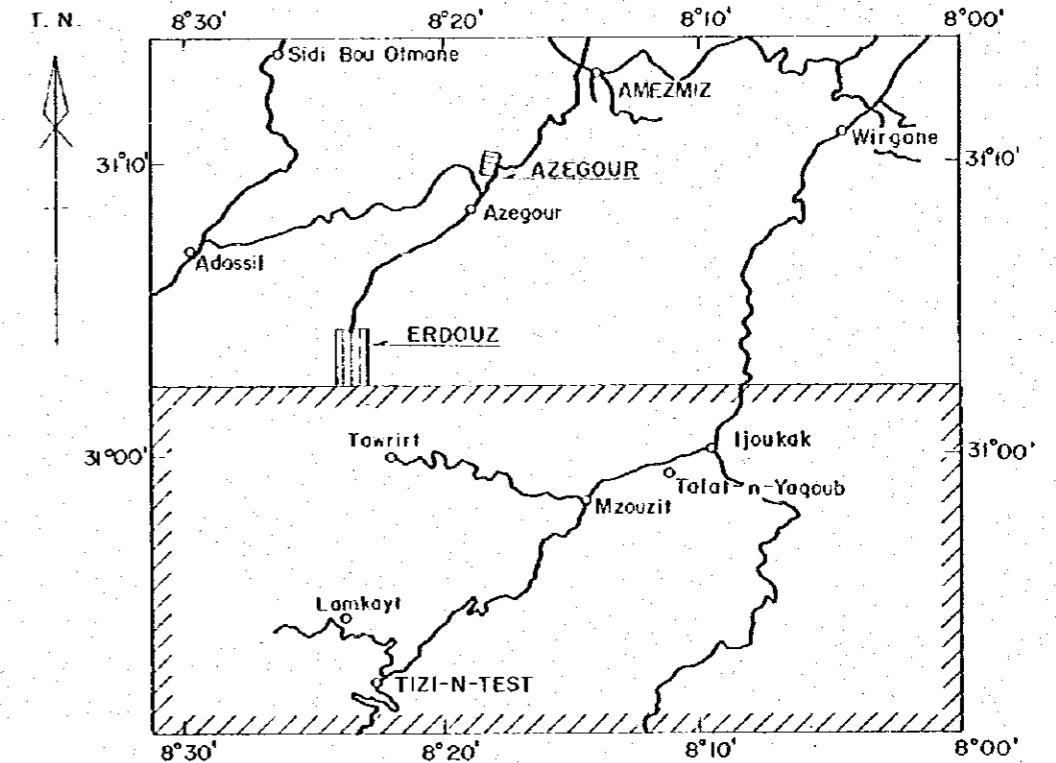 T. N.
8°30' 8°20' 8°10' 8°00'
Sidi Bou Otmane
AMEZMIZ
Wirgane
31°10' 31°10'
AZEGOUR
Azegour
Adassil
ERDOUZ
Tawrirt
Ijoukak
31°00' 31°00'
Talat-n-Yaqoub
Mzouzit
Lamkayt
TIZI-N-TEST
8°30' 8°20' 8°10' 8°00'